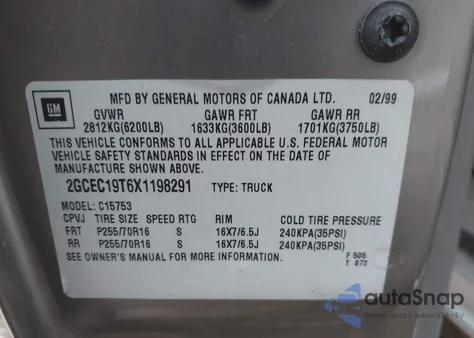 GM
MFD BY GENERAL MOTORS OF CANADA LTD. 02/99
GVWR GAWR FRT GAWR RR
2812KG(6200LB) 1633KG(3600LB) 1701KG(3750LB)
THIS VEHICLE CONFORMS TO ALL APPLICABLE U.S. FEDERAL MOTOR
VEHICLE SAFETY STANDARDS IN EFFECT ON THE DATE OF
MANUFACTURE SHOWN ABOVE.
2GCEC19T6X1198291 TYPE: TRUCK
MODEL: C15753
CPVJ TIRE SIZE SPEED RTG RIM COLD TIRE PRESSURE
FRT P255/70R16 S 16X7/6.5J 240KPA(35PSI)
RR P255/70R16 S 16X7/6.5J 240KPA(35PSI)
SEE OWNER'S MANUAL FOR MORE INFORMATION.
F 505
T 972
autaSnap